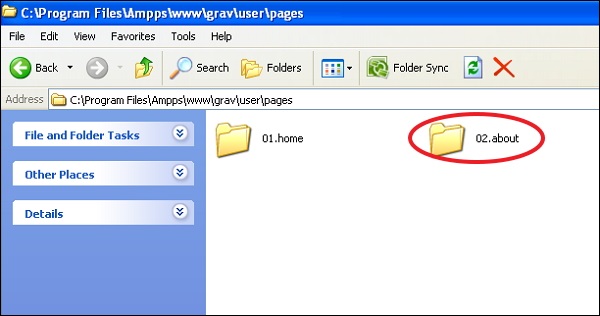 C:\Program Files\Ampps\www\grav\user\pages
File Edit View Favorites Tools Help
Back Search Folders Folder Sync
Address C:\Program Files\Ampps\www\grav\user\pages
File and Folder Tasks
Other Places
Details
01.home
02.about